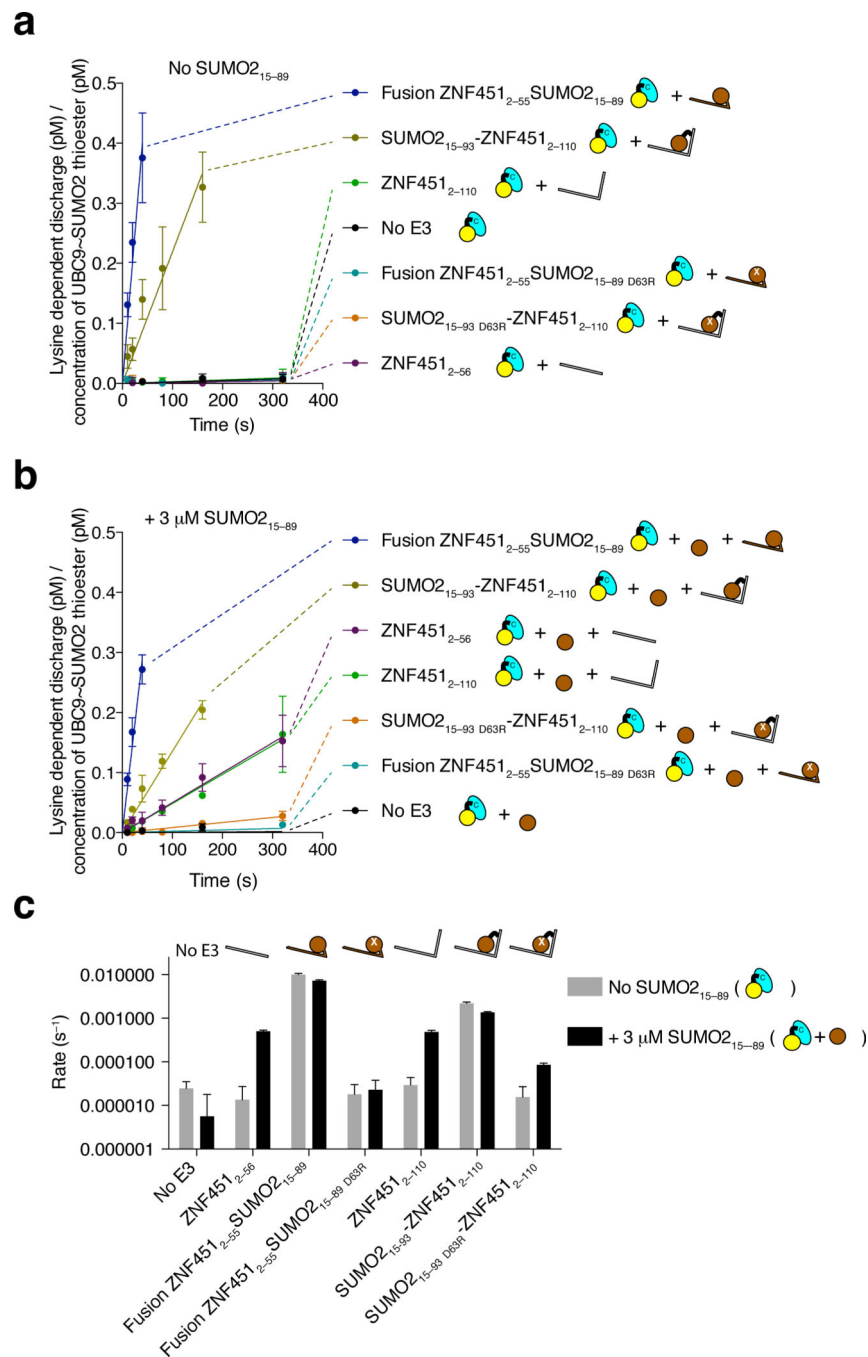 a
No SUMO2₁₅₋₈₉
Lysine dependent discharge (pM) /
concentration of UBC9~SUMO2 thioester (pM)
0.5
0.4
0.3
0.2
0.1
0.0
0 100 200 300 400
Time (s)
Fusion ZNF451₂₋₅₅SUMO2₁₅₋₈₉ C +
SUMO2₁₅₋₉₃-ZNF451₂₋₁₁₀ C +
ZNF451₂₋₁₁₀ C +
No E3 C
Fusion ZNF451₂₋₅₅SUMO2₁₅₋₈₉ D63R C + X
SUMO2₁₅₋₉₃ D63R-ZNF451₂₋₁₁₀ C + X
ZNF451₂₋₅₆ C +
b
+ 3 μM SUMO2₁₅₋₈₉
Lysine dependent discharge (pM) /
concentration of UBC9~SUMO2 thioester (pM)
0.5
0.4
0.3
0.2
0.1
0.0
0 100 200 300 400
Time (s)
Fusion ZNF451₂₋₅₅SUMO2₁₅₋₈₉ C + +
SUMO2₁₅₋₉₃-ZNF451₂₋₁₁₀ C + +
ZNF451₂₋₅₆ C + +
ZNF451₂₋₁₁₀ C + +
SUMO2₁₅₋₉₃ D63R-ZNF451₂₋₁₁₀ C + + X
Fusion ZNF451₂₋₅₅SUMO2₁₅₋₈₉ D63R C + + X
No E3 C +
c
No E3 X X
Rate (s⁻¹)
0.010000
0.001000
0.000100
0.000010
0.000001
No E3
ZNF451₂₋₅₆
Fusion ZNF451₂₋₅₅SUMO2₁₅₋₈₉
Fusion ZNF451₂₋₅₅SUMO2₁₅₋₈₉ D63R
ZNF451₂₋₁₁₀
SUMO2₁₅₋₉₃-ZNF451₂₋₁₁₀
SUMO2₁₅₋₉₃ D63R-ZNF451₂₋₁₁₀
No SUMO2₁₅₋₈₉ ( C )
+ 3 μM SUMO2₁₅₋₈₉ ( C + )